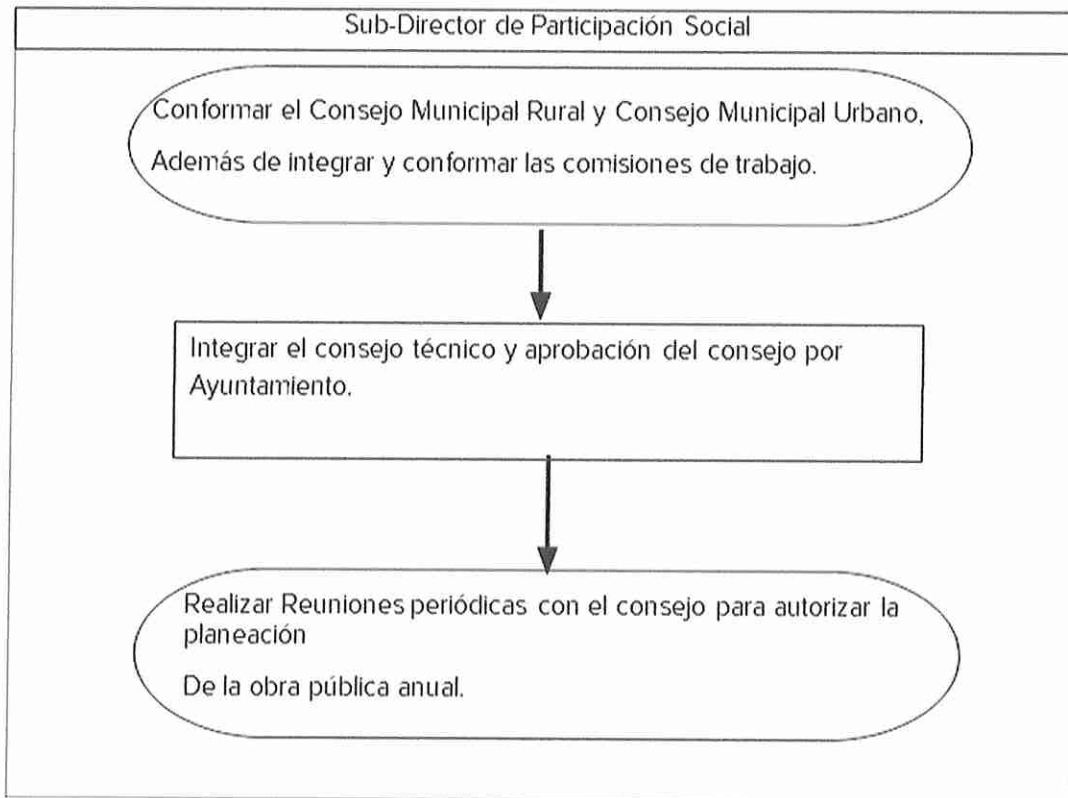 Sub-Director de Participación Social
Conformar el Consejo Municipal Rural y Consejo Municipal Urbano.
Además de integrar y conformar las comisiones de trabajo.
Integrar el consejo técnico y aprobación del consejo por
Ayuntamiento.
Realizar Reuniones periódicas con el consejo para autorizar la
planeación
De la obra pública anual.